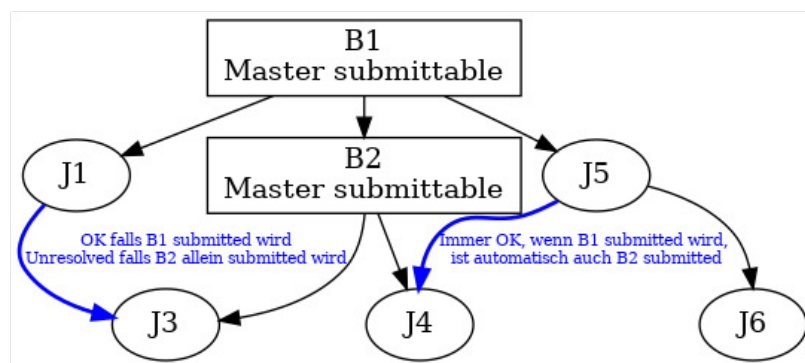 B1
Master submittable
J1
B2
Master submittable
J5
OK falls B1 submitted wird
Unresolved falls B2 allein submitted wird
Immer OK, wenn B1 submitted wird,
ist automatisch auch B2 submitted
J3
J4
J6